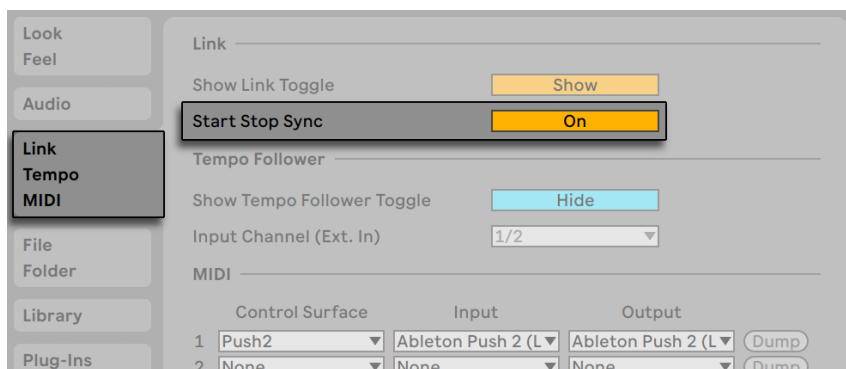 Look
Feel
Audio
Link
Tempo
MIDI
File
Folder
Library
Plug-Ins
Link
Show Link Toggle Show
Start Stop Sync On
Tempo Follower
Show Tempo Follower Toggle Hide
Input Channel (Ext. In) 1/2
MIDI
Control Surface Input Output
1 Push2 Ableton Push 2 (L Ableton Push 2 (L Dump
2 None None None Dump